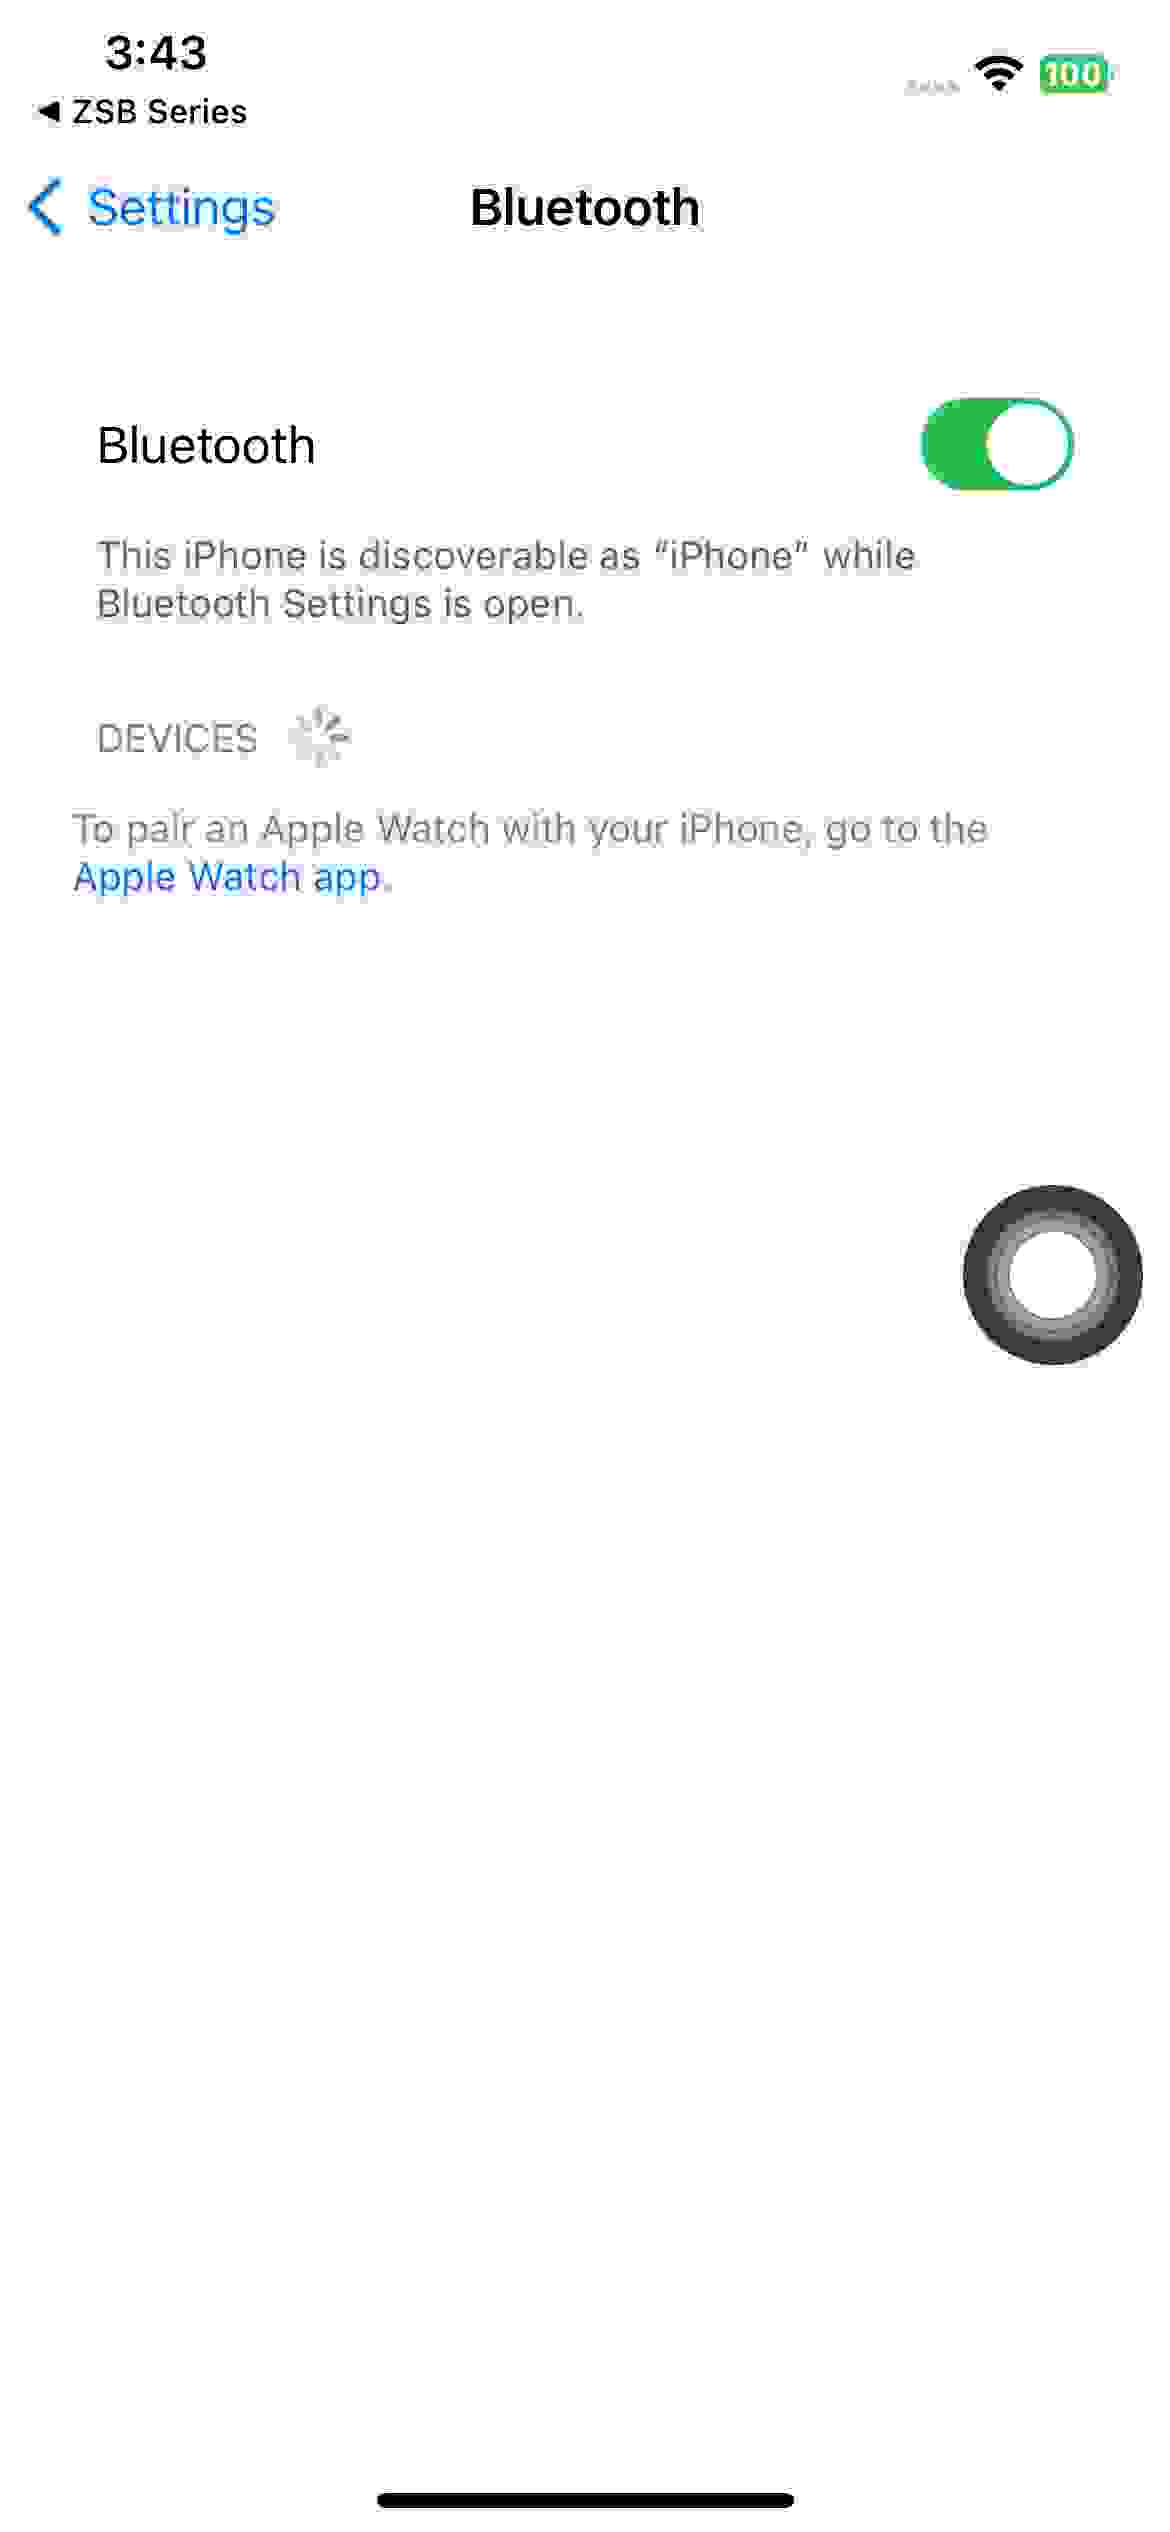 3:43
◀ ZSB Series
100
Settings
Bluetooth
Bluetooth
This iPhone is discoverable as “iPhone” while
Bluetooth Settings is open.
DEVICES
To pair an Apple Watch with your iPhone, go to the
Apple Watch app.